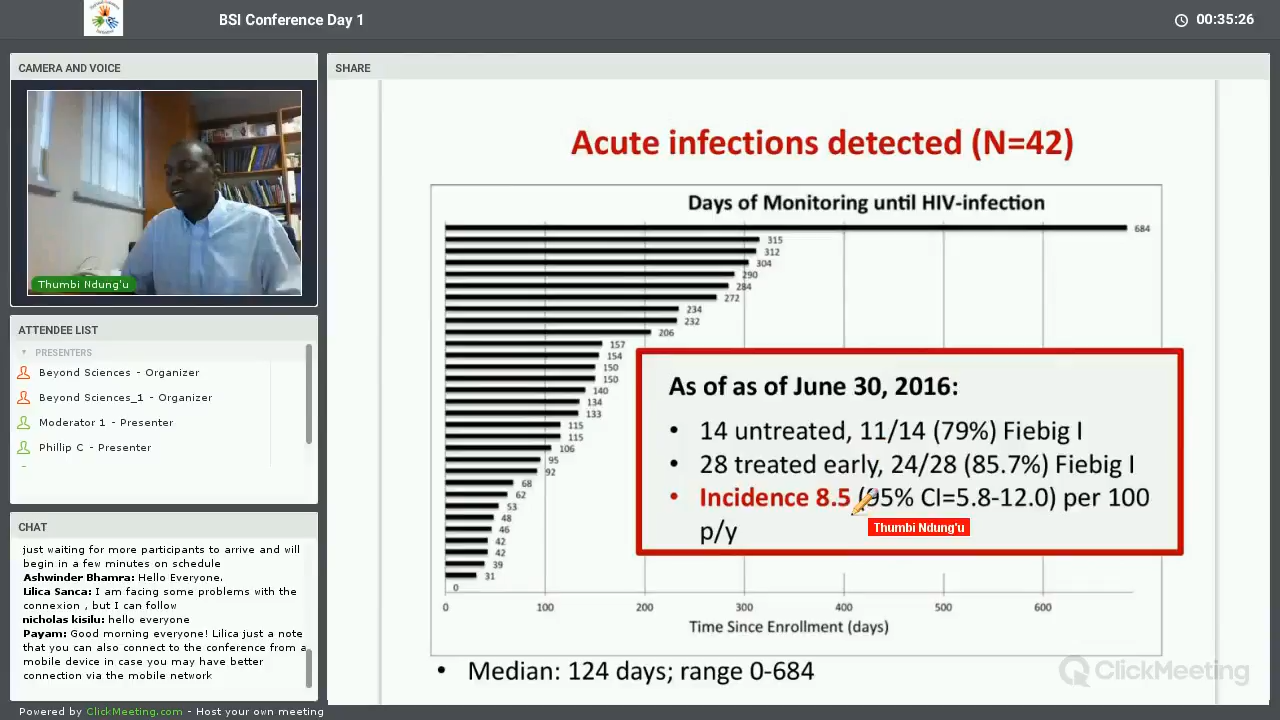 BSI Conference Day 1
00:35:26
CAMERA AND VOICE
Thumbi Ndung'u
ATTENDEE LIST
PRESENTERS
Beyond Sciences - Organizer
Beyond Sciences_1 - Organizer
Moderator 1 - Presenter
Phillip C - Presenter
CHAT
just waiting for more participants to arrive and will
begin in a few minutes on schedule
Ashwinder Bhamra: Hello Everyone.
Lilica Sanca: I am facing some problems with the
connexion , but I can follow
nicholas kisilu: hello everyone
Payam: Good morning everyone! Lilica just a note
that you can also connect to the conference from a
mobile device in case you may have better
connection via the mobile network
Powered by ClickMeeting.com - Host your own meeting
SHARE
Acute infections detected (N=42)
Days of Monitoring until HIV-infection
684
315
312
304
290
284
272
234
232
206
157
154
150
150
140
134
133
115
115
106
95
92
68
62
53
48
46
42
42
39
31
0
As of as of June 30, 2016:
• 14 untreated, 11/14 (79%) Fiebig I
• 28 treated early, 24/28 (85.7%) Fiebig I
• Incidence 8.5 (95% CI=5.8-12.0) per 100
p/y
Thumbi Ndung'u
0 100 200 300 400 500 600
Time Since Enrollment (days)
• Median: 124 days; range 0-684
ClickMeeting